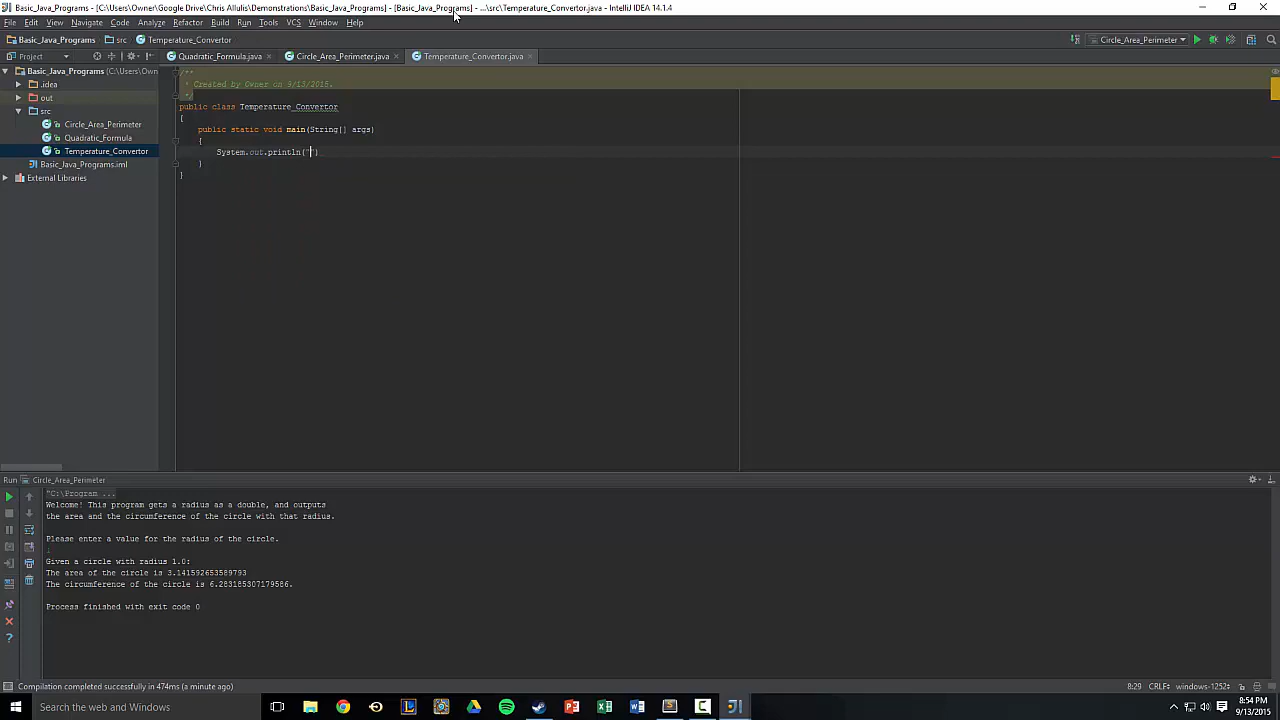 Basic_Java_Programs - [C:\Users\Owner\Google Drive\Chris Allulis\Demonstrations\Basic_Java_Programs] - [Basic_Java_Programs] - ...\src\Temperature_Convertor.java - IntelliJ IDEA 14.1.4
File Edit View Navigate Code Analyze Refactor Build Run Tools VCS Window Help
Basic_Java_Programs src Temperature_Convertor
Circle_Area_Perimeter
Project
Quadratic_Formula.java Circle_Area_Perimeter.java Temperature_Convertor.java
Basic_Java_Programs (C:\Users\Own
.idea
out
src
Circle_Area_Perimeter
Quadratic_Formula
Temperature_Convertor
Basic_Java_Programs.iml
External Libraries
/**
* Created by Owner on 9/13/2015.
*/
public class Temperature_Convertor
{
public static void main(String[] args)
{
System.out.println("")
}
}
Run Circle_Area_Perimeter
"C:\Program ...
Welcome! This program gets a radius as a double, and outputs
the area and the circumference of the circle with that radius.
Please enter a value for the radius of the circle.
1
Given a circle with radius 1.0:
The area of the circle is 3.141592653589793
The circumference of the circle is 6.283185307179586.
Process finished with exit code 0
Compilation completed successfully in 474ms (a minute ago)
8:29 CRLF÷ windows-1252÷
Search the web and Windows
8:54 PM
9/13/2015